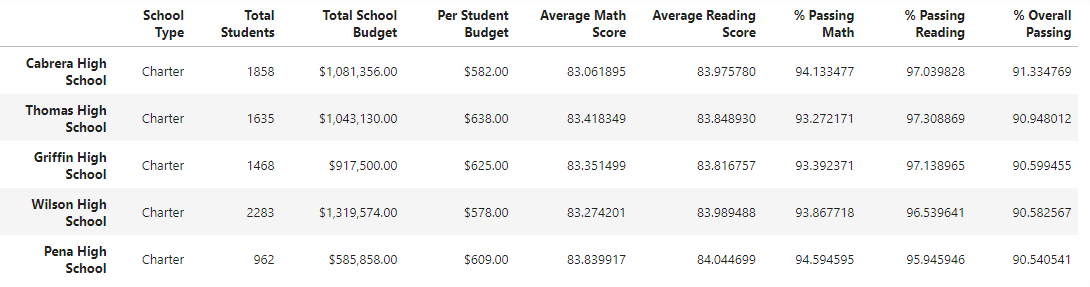 School Type Total Students Total School Budget Per Student Budget Average Math Score Average Reading Score % Passing Math % Passing Reading % Overall Passing
Cabrera High School Charter 1858 $1,081,356.00 $582.00 83.061895 83.975780 94.133477 97.039828 91.334769
Thomas High School Charter 1635 $1,043,130.00 $638.00 83.418349 83.848930 93.272171 97.308869 90.948012
Griffin High School Charter 1468 $917,500.00 $625.00 83.351499 83.816757 93.392371 97.138965 90.599455
Wilson High School Charter 2283 $1,319,574.00 $578.00 83.274201 83.989488 93.867718 96.539641 90.582567
Pena High School Charter 962 $585,858.00 $609.00 83.839917 84.044699 94.594595 95.945946 90.540541